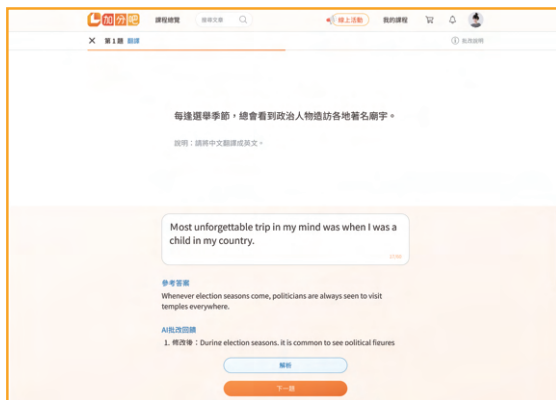 加分吧 課程總覽 搜尋文章 線上活動 我的課程
✕ 第1題 翻譯 批改說明
每逢選舉季節，總會看到政治人物造訪各地著名廟宇。
說明：請將中文翻譯成英文。
Most unforgettable trip in my mind was when I was a
child in my country.
參考答案
Whenever election seasons come, politicians are always seen to visit
temples everywhere.
AI批改回饋
1. 修改後：During election seasons, it is common to see political figures
解析
下一題